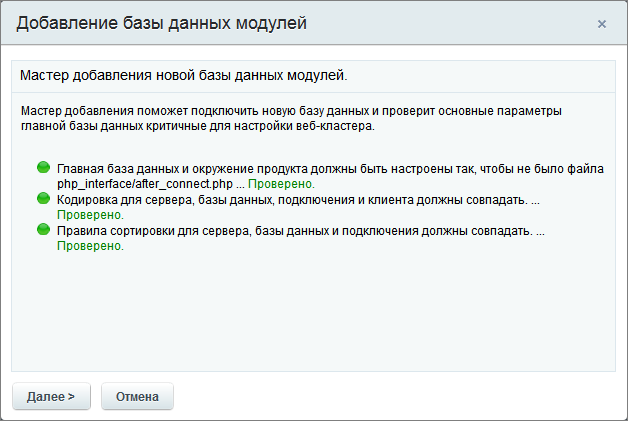 Добавление базы данных модулей
×
Мастер добавления новой базы данных модулей.
Мастер добавления поможет подключить новую базу данных и проверит основные параметры
главной базы данных критичные для настройки веб-кластера.
Главная база данных и окружение продукта должны быть настроены так, чтобы не было файла
php_interface/after_connect.php ... Проверено.
Кодировка для сервера, базы данных, подключения и клиента должны совпадать. ...
Проверено.
Правила сортировки для сервера, базы данных и подключения должны совпадать. ...
Проверено.
Далее > Отмена